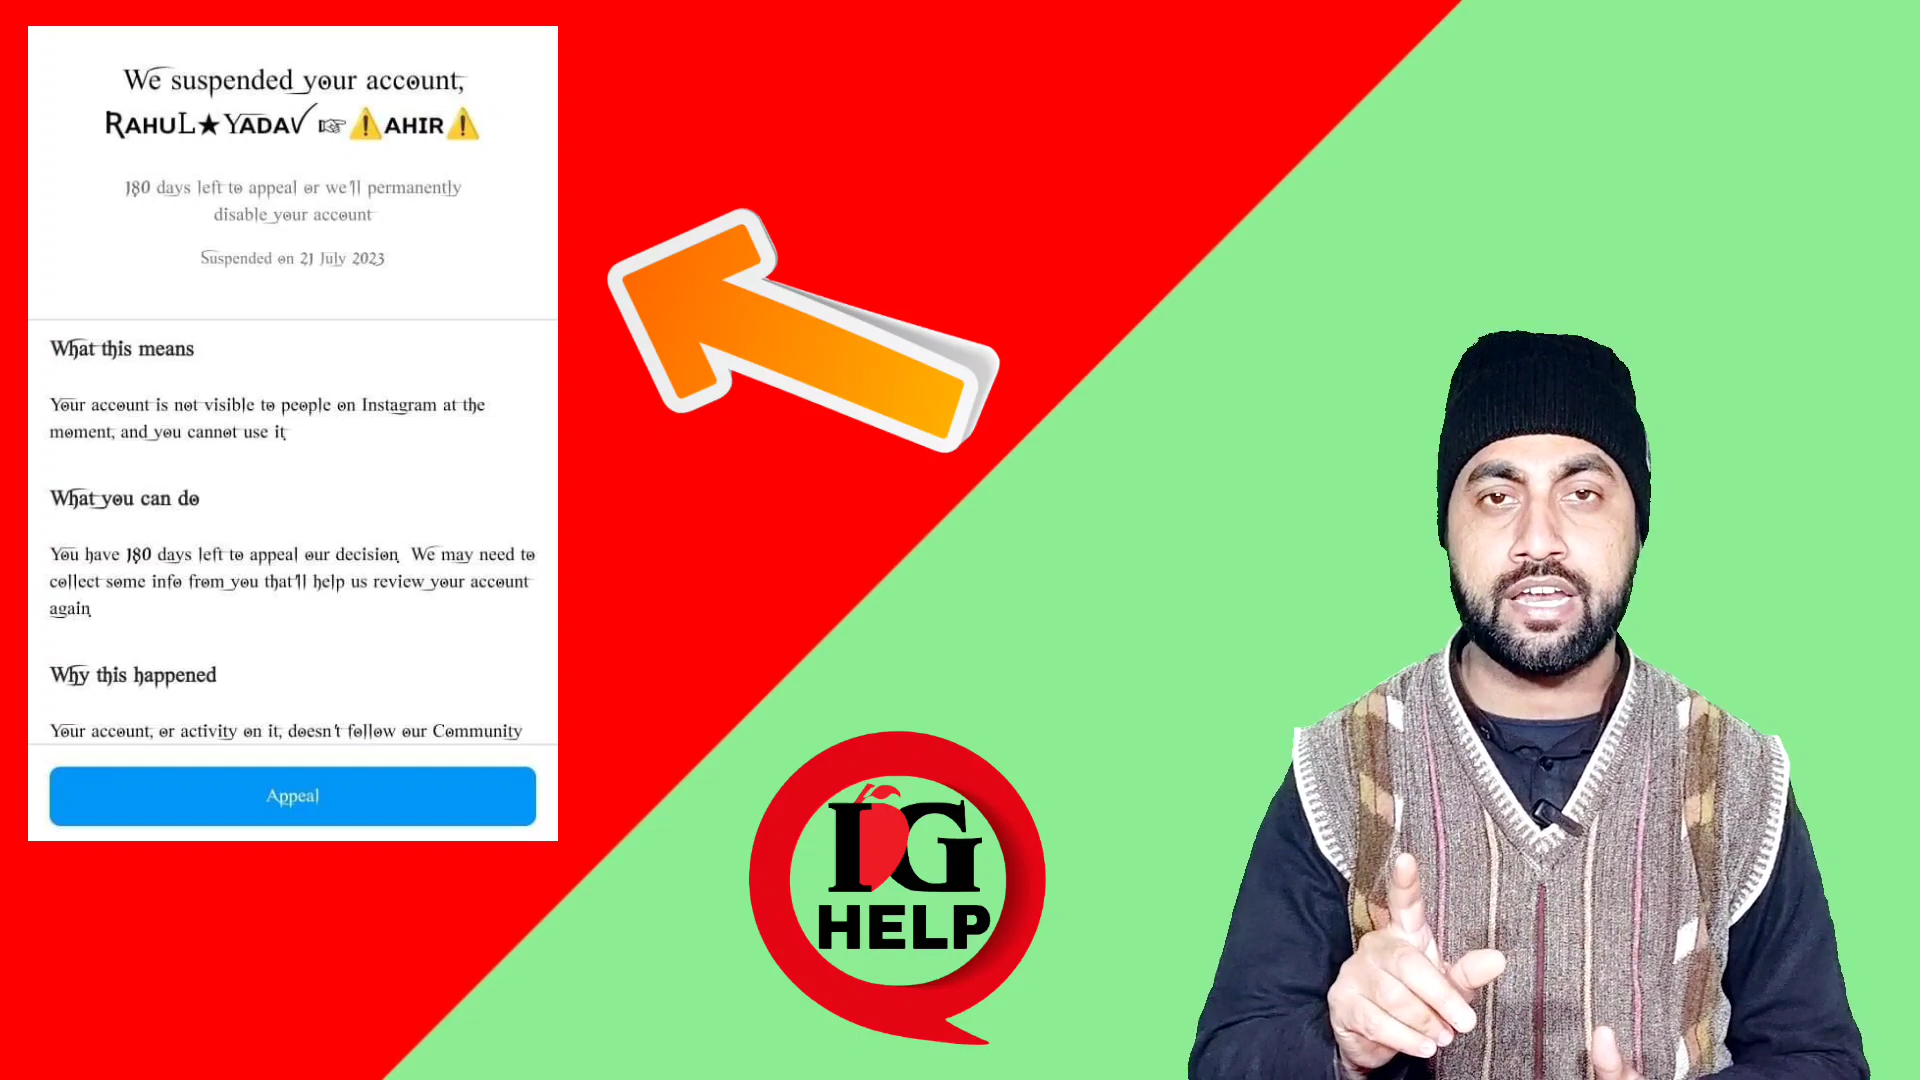 We suspended your account,
RAHUL★YADAV ☞⚠️AHIR⚠️
180 days left to appeal or we'll permanently
disable your account
Suspended on 21 July 2023
What this means
Your account is not visible to people on Instagram at the
moment, and you cannot use it.
What you can do
You have 180 days left to appeal our decision. We may need to
collect some info from you that'll help us review your account
again.
Why this happened
Your account, or activity on it, doesn't follow our Community
Appeal
IG
HELP